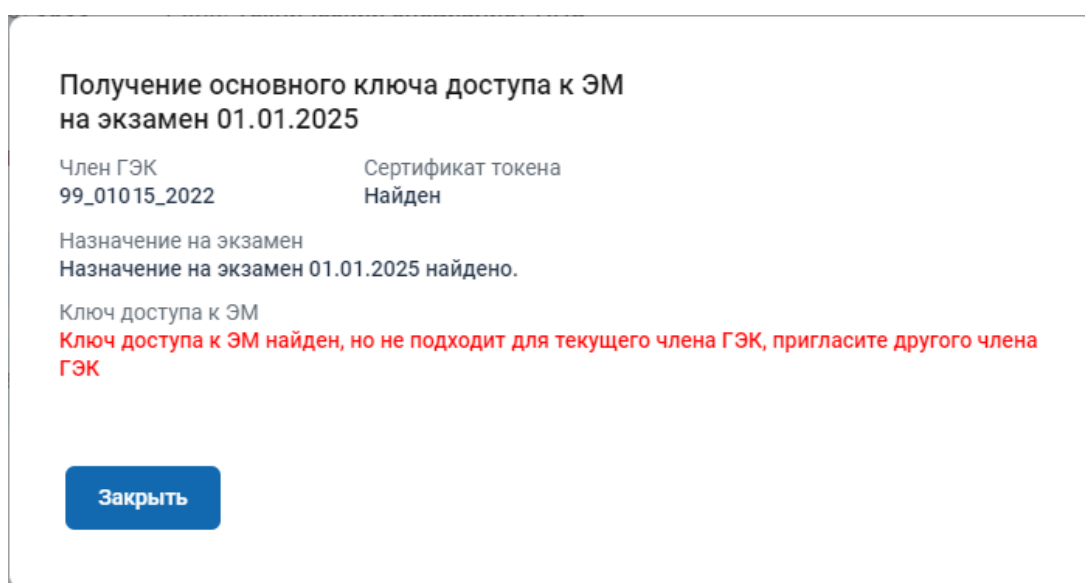 Получение основного ключа доступа к ЭМ
на экзамен 01.01.2025
Член ГЭК
Сертификат токена
99_01015_2022
Найден
Назначение на экзамен
Назначение на экзамен 01.01.2025 найдено.
Ключ доступа к ЭМ
Ключ доступа к ЭМ найден, но не подходит для текущего члена ГЭК, пригласите другого члена
ГЭК
Закрыть